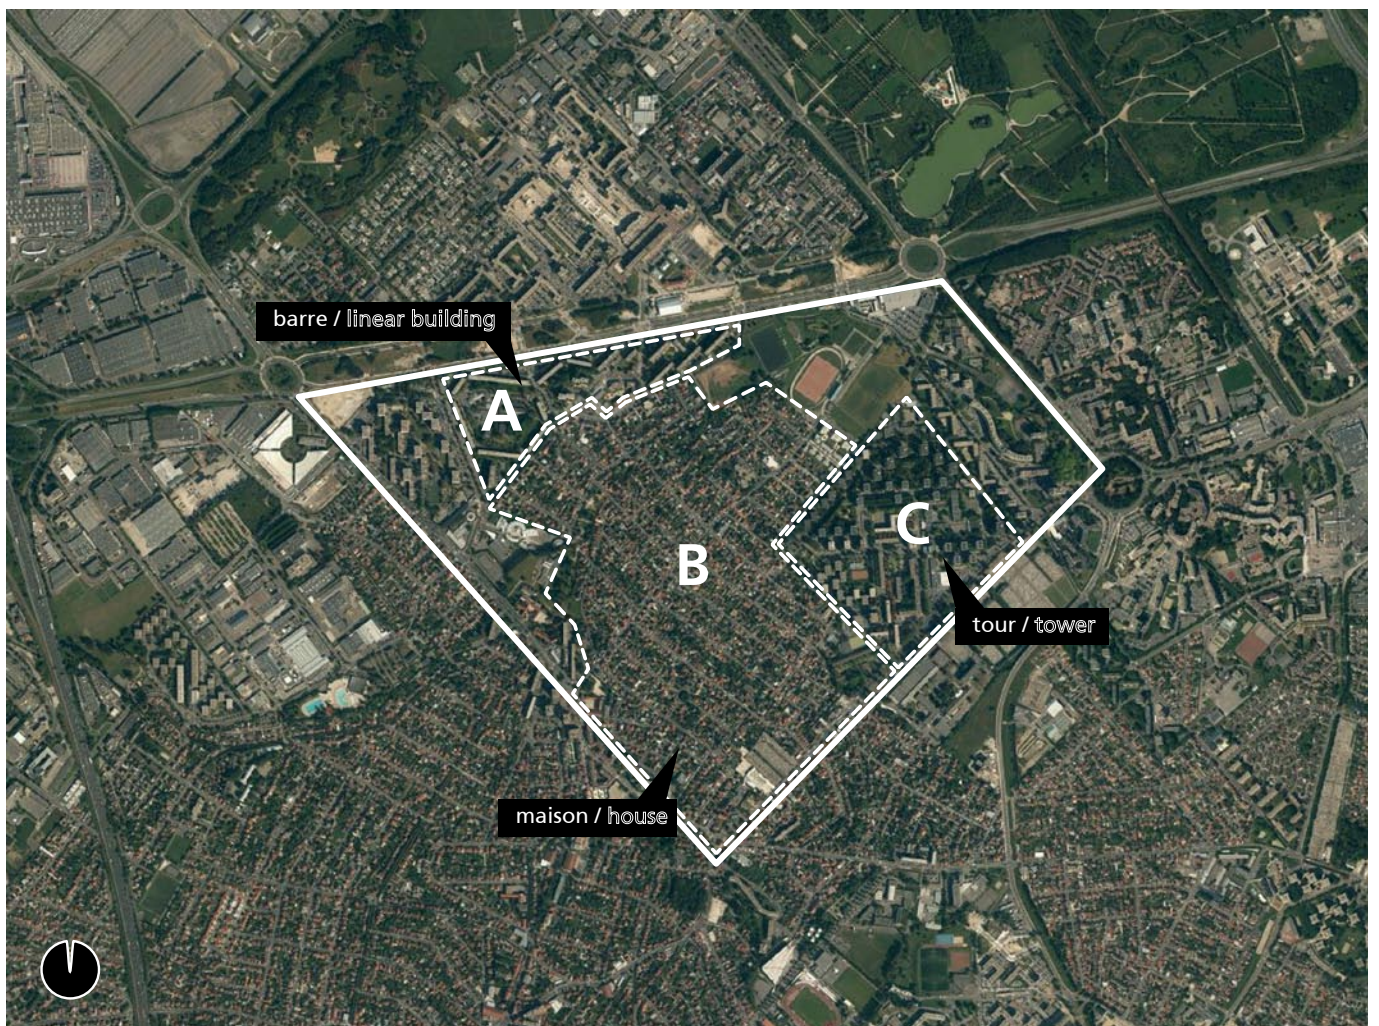 barre / linear building
A
B
C
tour / tower
maison / house